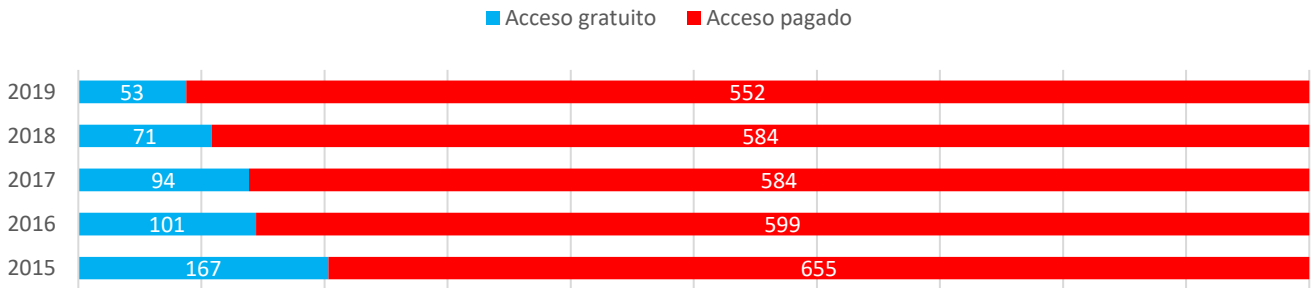 Acceso gratuito Acceso pagado
2019 53 552
2018 71 584
2017 94 584
2016 101 599
2015 167 655